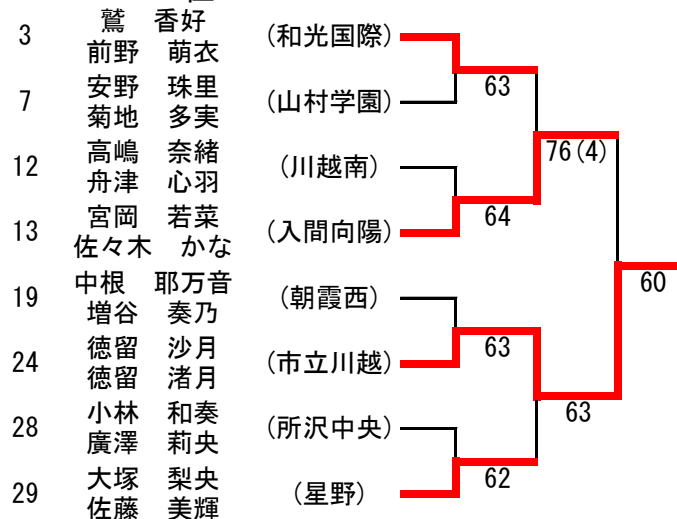 鷲 香好
3 (和光国際)
前野 萌衣
63
安野 珠里
7 (山村学園)
菊地 多実
76(4)
高嶋 奈緒
12 (川越南)
舟津 心羽
64
宮岡 若菜
13 (入間向陽)
佐々木 かな
60
中根 耶万音
19 (朝霞西)
増谷 奏乃
63
徳留 沙月
24 (市立川越)
徳留 渚月
63
小林 和奏
28 (所沢中央)
廣澤 莉央
62
大塚 梨央
29 (星野)
佐藤 美輝